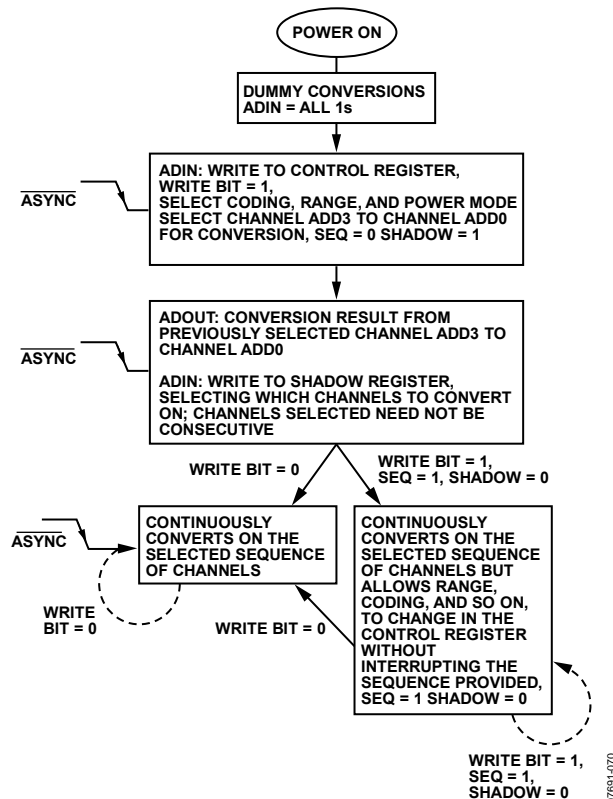 POWER ON
DUMMY CONVERSIONS
ADIN = ALL 1s
ASYNC
ADIN: WRITE TO CONTROL REGISTER,
WRITE BIT = 1,
SELECT CODING, RANGE, AND POWER MODE
SELECT CHANNEL ADD3 TO CHANNEL ADD0
FOR CONVERSION, SEQ = 0 SHADOW = 1
ASYNC
ADOUT: CONVERSION RESULT FROM
PREVIOUSLY SELECTED CHANNEL ADD3 TO
CHANNEL ADD0
ADIN: WRITE TO SHADOW REGISTER,
SELECTING WHICH CHANNELS TO CONVERT
ON; CHANNELS SELECTED NEED NOT BE
CONSECUTIVE
WRITE BIT = 0
WRITE BIT = 1,
SEQ = 1, SHADOW = 0
ASYNC
CONTINUOUSLY
CONVERTS ON THE
SELECTED SEQUENCE
OF CHANNELS
WRITE
BIT = 0
WRITE BIT = 0
CONTINUOUSLY
CONVERTS ON THE
SELECTED SEQUENCE
OF CHANNELS BUT
ALLOWS RANGE,
CODING, AND SO ON,
TO CHANGE IN THE
CONTROL REGISTER
WITHOUT
INTERRUPTING THE
SEQUENCE PROVIDED,
SEQ = 1 SHADOW = 0
WRITE BIT = 1,
SEQ = 1,
SHADOW = 0